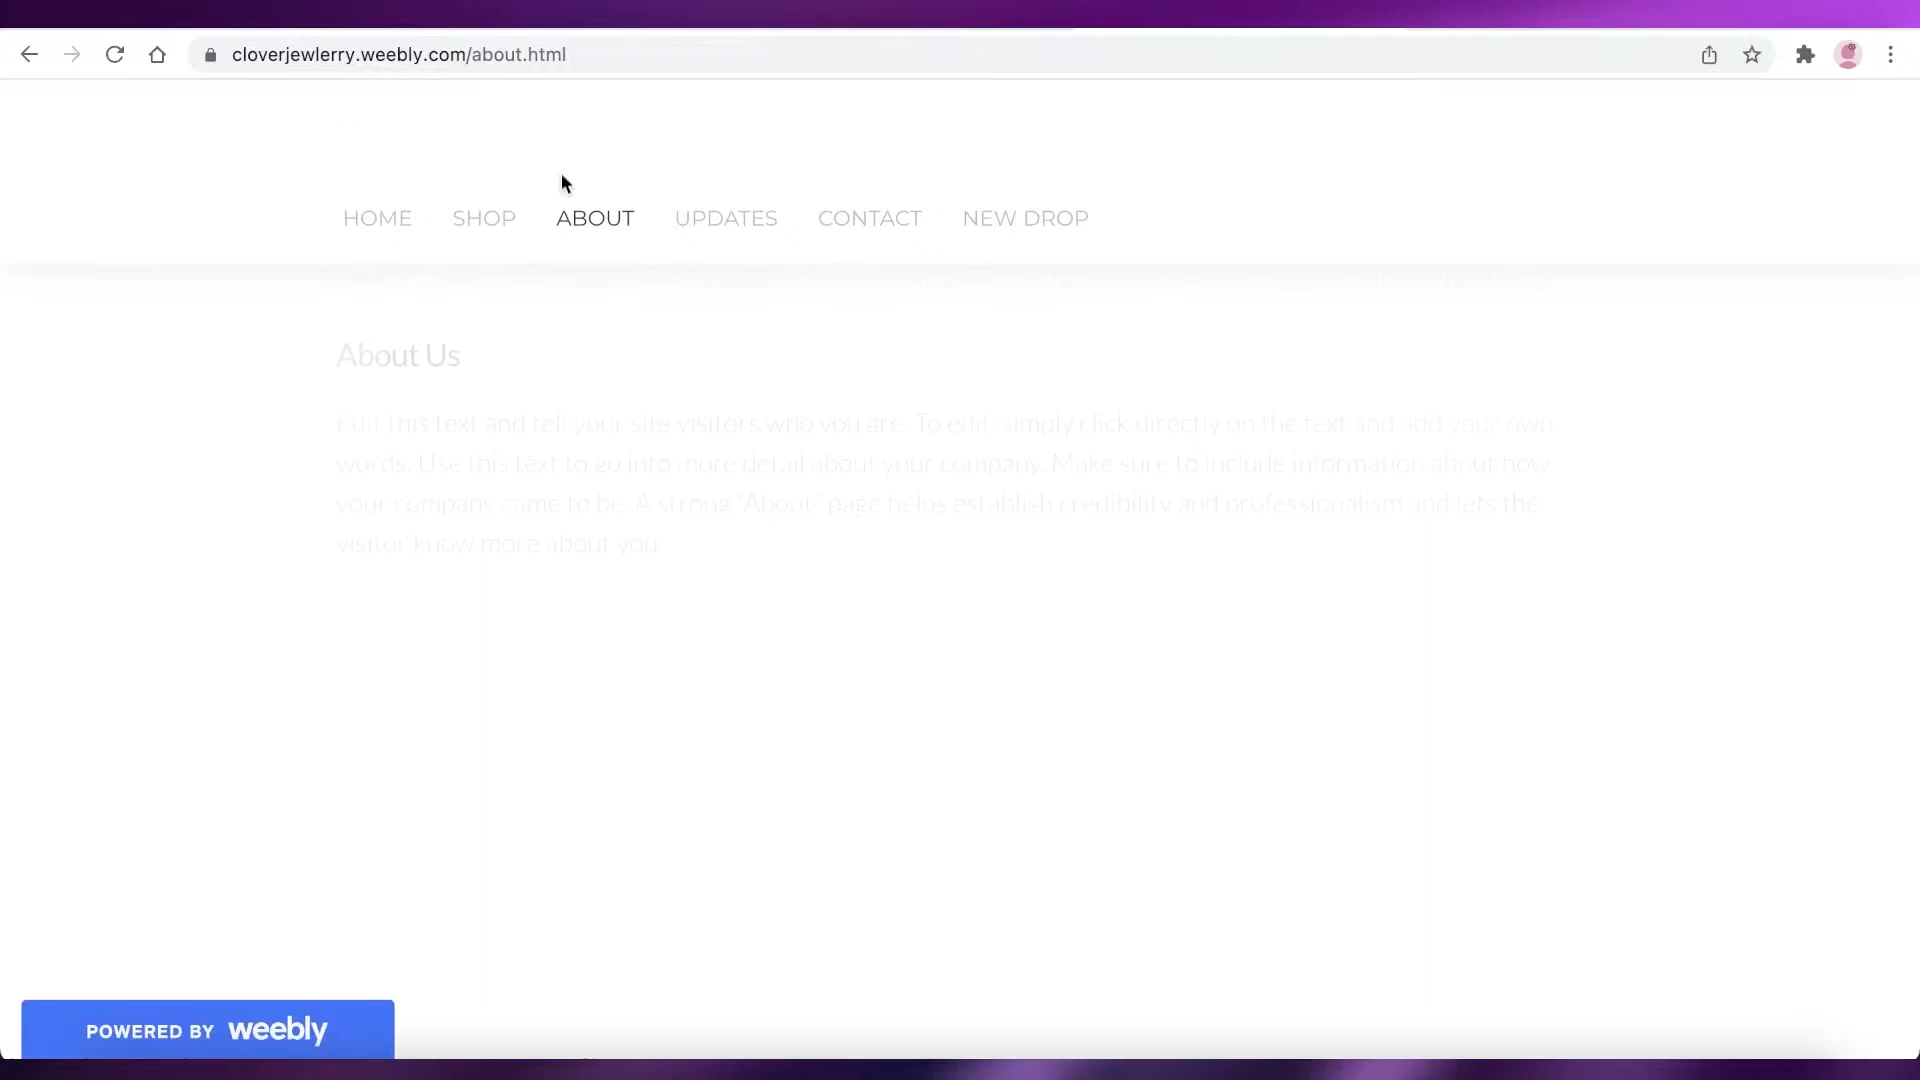 cloverjewlerry.weebly.com/about.html
HOME SHOP ABOUT UPDATES CONTACT NEW DROP
About Us
Edit this text and tell your site visitors who you are. To edit, simply click directly on the text and add your own
words. Use this text to go into more detail about your company. Make sure to include information about how
your company came to be. A strong 'About' page helps establish credibility and professionalism and lets the
visitor know more about you.
POWERED BY weebly